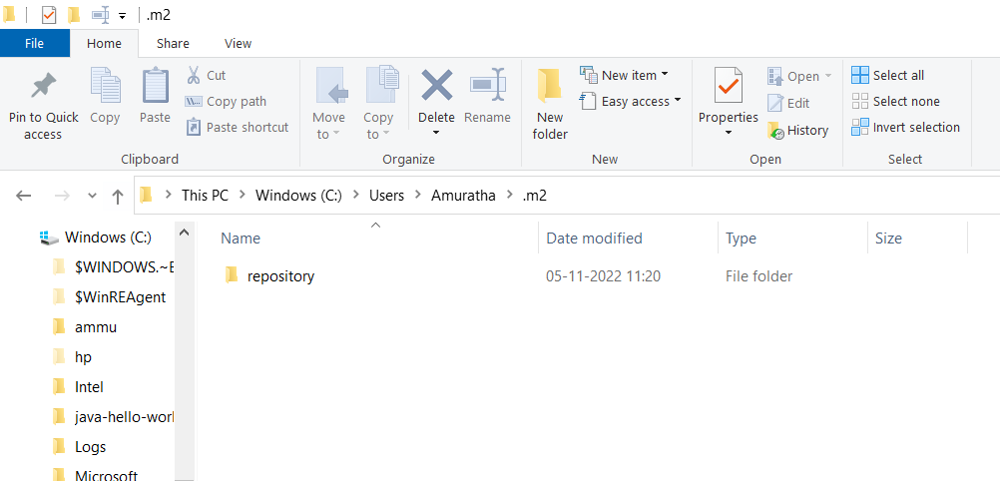 .m2
File Home Share View
Pin to Quick access
Copy
Paste
Cut
Copy path
Paste shortcut
Clipboard
Move to
Copy to
Delete
Rename
Organize
New folder
New item
Easy access
New
Properties
Open
Edit
History
Open
Select all
Select none
Invert selection
Select
This PC > Windows (C:) > Users > Amuratha > .m2
Windows (C:)
$WINDOWS.~E
$WinREAgent
ammu
hp
Intel
java-hello-worl
Logs
Microsoft
Name Date modified Type Size
repository 05-11-2022 11:20 File folder